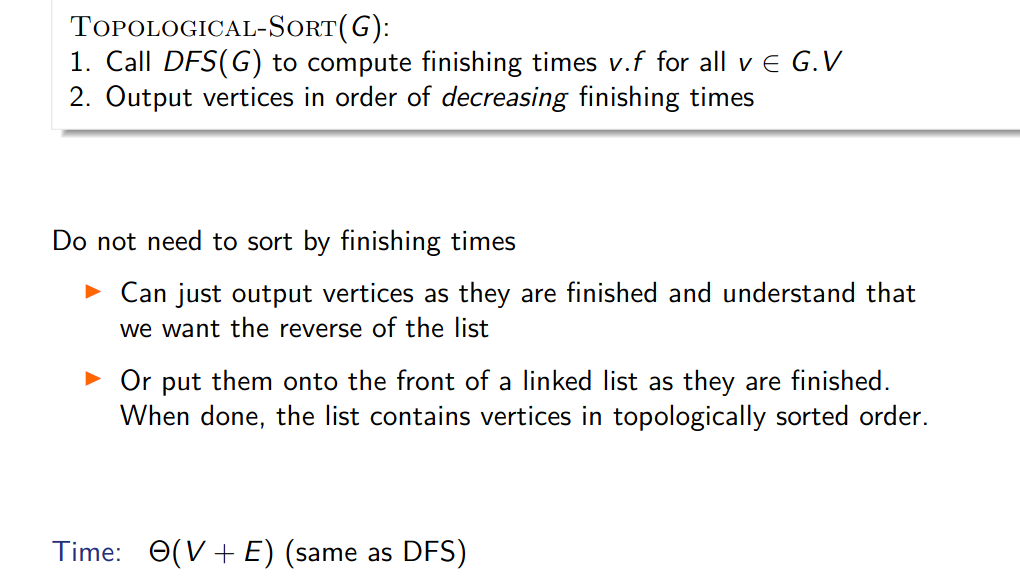 TOPOLOGICAL-SORT(G):
1. Call DFS(G) to compute finishing times v.f for all v ∈ G.V
2. Output vertices in order of decreasing finishing times
Do not need to sort by finishing times
▶ Can just output vertices as they are finished and understand that
we want the reverse of the list
▶ Or put them onto the front of a linked list as they are finished.
When done, the list contains vertices in topologically sorted order.
Time: Θ(V + E) (same as DFS)